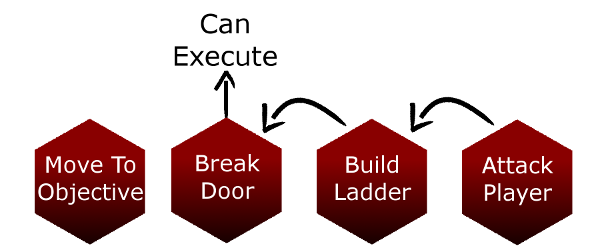 Can
Execute
Move To
Objective
Break
Door
Build
Ladder
Attack
Player